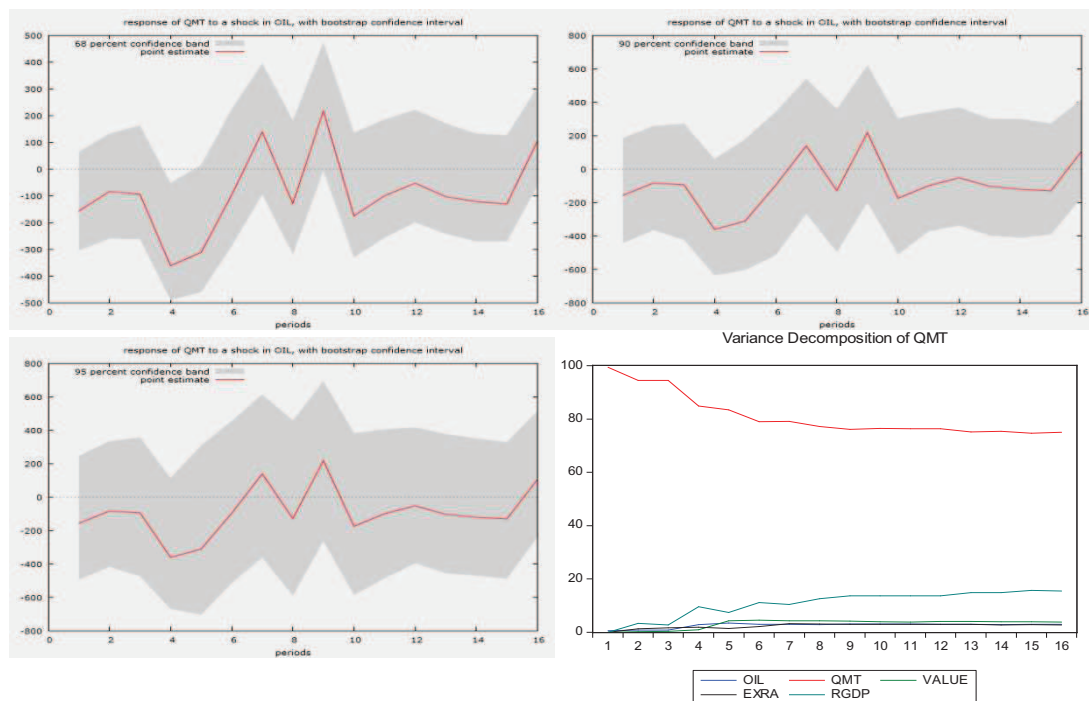 response of QMT to a shock in OIL, with bootstrap confidence interval
500
400
300
200
100
0
-100
-200
-300
-400
-500
68 percent confidence band
point estimate
0 2 4 6 8 10 12 14 16
periods
response of QMT to a shock in OIL, with bootstrap confidence interval
800
600
400
200
0
-200
-400
-600
-800
90 percent confidence band
point estimate
0 2 4 6 8 10 12 14 16
periods
response of QMT to a shock in OIL, with bootstrap confidence interval
800
600
400
200
0
-200
-400
-600
-800
95 percent confidence band
point estimate
0 2 4 6 8 10 12 14 16
periods
Variance Decomposition of QMT
100
80
60
40
20
0
1 2 3 4 5 6 7 8 9 10 11 12 13 14 15 16
OIL QMT VALUE
EXRA RGDP